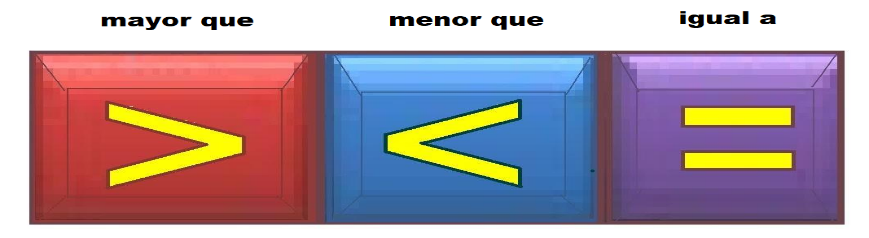 mayor que menor que igual a
> < =